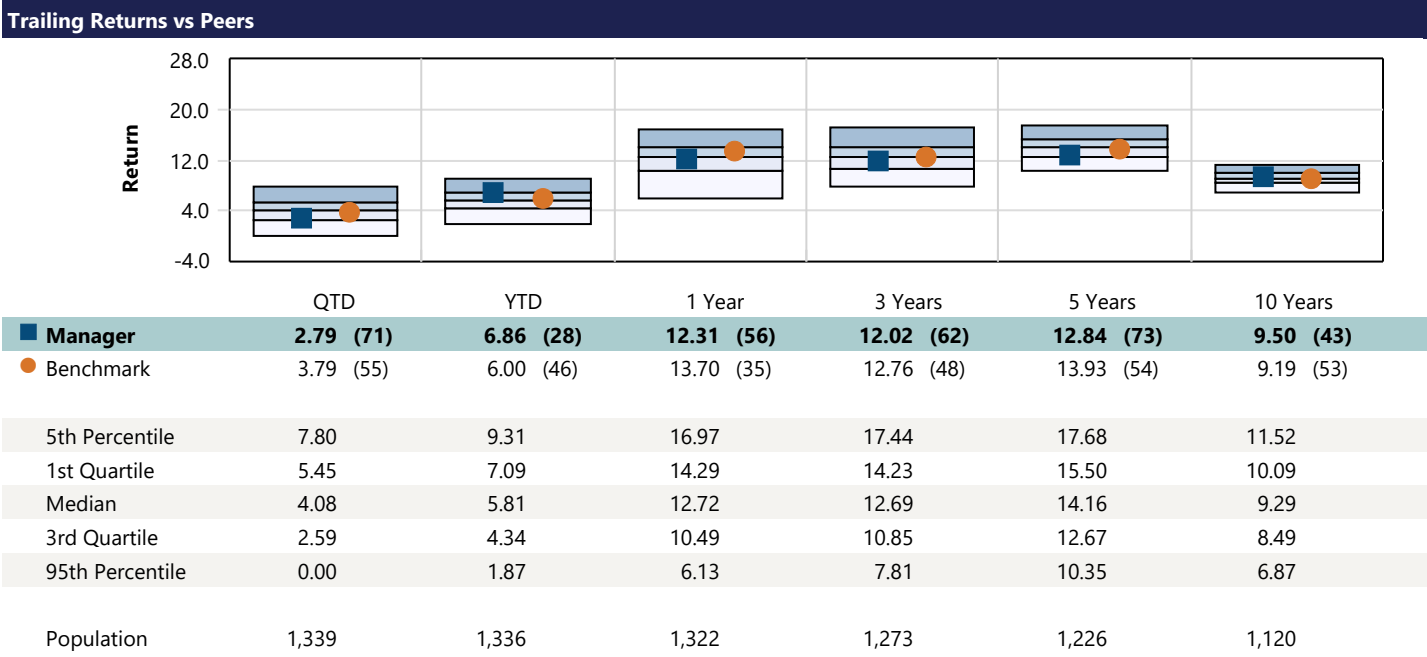 Trailing Returns vs Peers
28.0
20.0
12.0
4.0
-4.0
Return
QTD YTD 1 Year 3 Years 5 Years 10 Years
Manager 2.79 (71) 6.86 (28) 12.31 (56) 12.02 (62) 12.84 (73) 9.50 (43)
Benchmark 3.79 (55) 6.00 (46) 13.70 (35) 12.76 (48) 13.93 (54) 9.19 (53)
5th Percentile 7.80 9.31 16.97 17.44 17.68 11.52
1st Quartile 5.45 7.09 14.29 14.23 15.50 10.09
Median 4.08 5.81 12.72 12.69 14.16 9.29
3rd Quartile 2.59 4.34 10.49 10.85 12.67 8.49
95th Percentile 0.00 1.87 6.13 7.81 10.35 6.87
Population 1,339 1,336 1,322 1,273 1,226 1,120